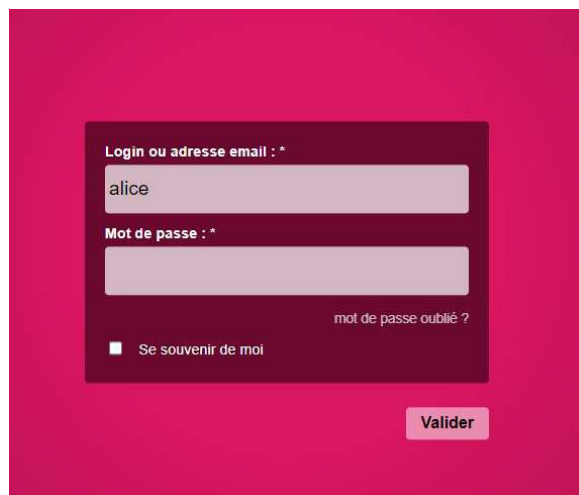 Login ou adresse email : *
alice
Mot de passe : *
mot de passe oublié ?
Se souvenir de moi
Valider